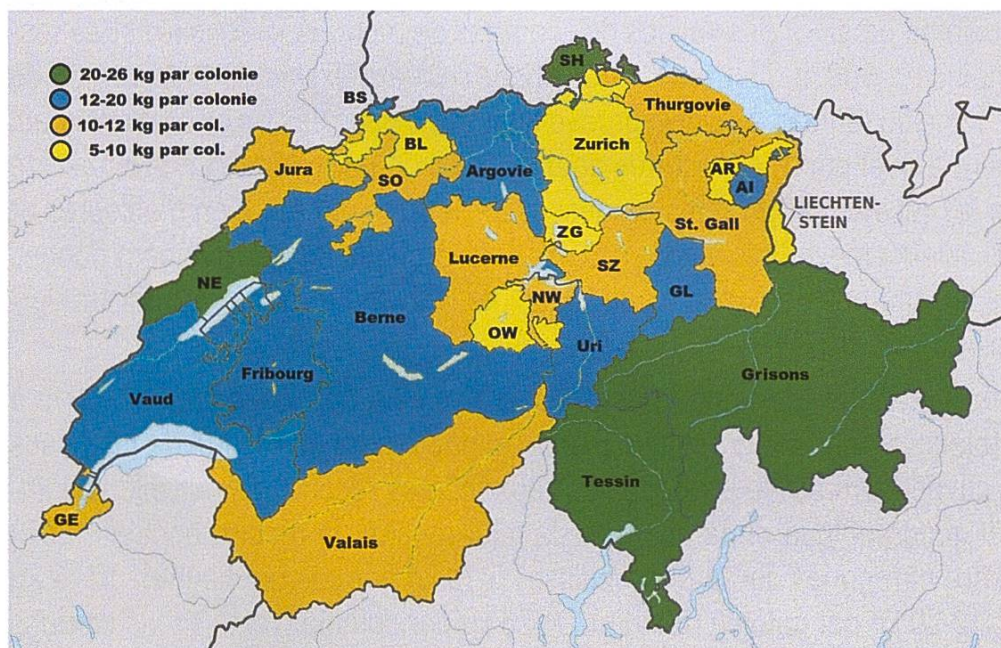 20-26 kg par colonie
12-20 kg par colonie
10-12 kg par col.
5-10 kg par col.
SH
BS
Thurgovie
BL
Zurich
Jura
SO
Argovie
AR
AI
LIECHTEN-
STEIN
ZG
St. Gall
Lucerne
SZ
NE
NW
GL
Berne
OW
Uri
Fribourg
Grisons
Vaud
Tessin
GE
Valais